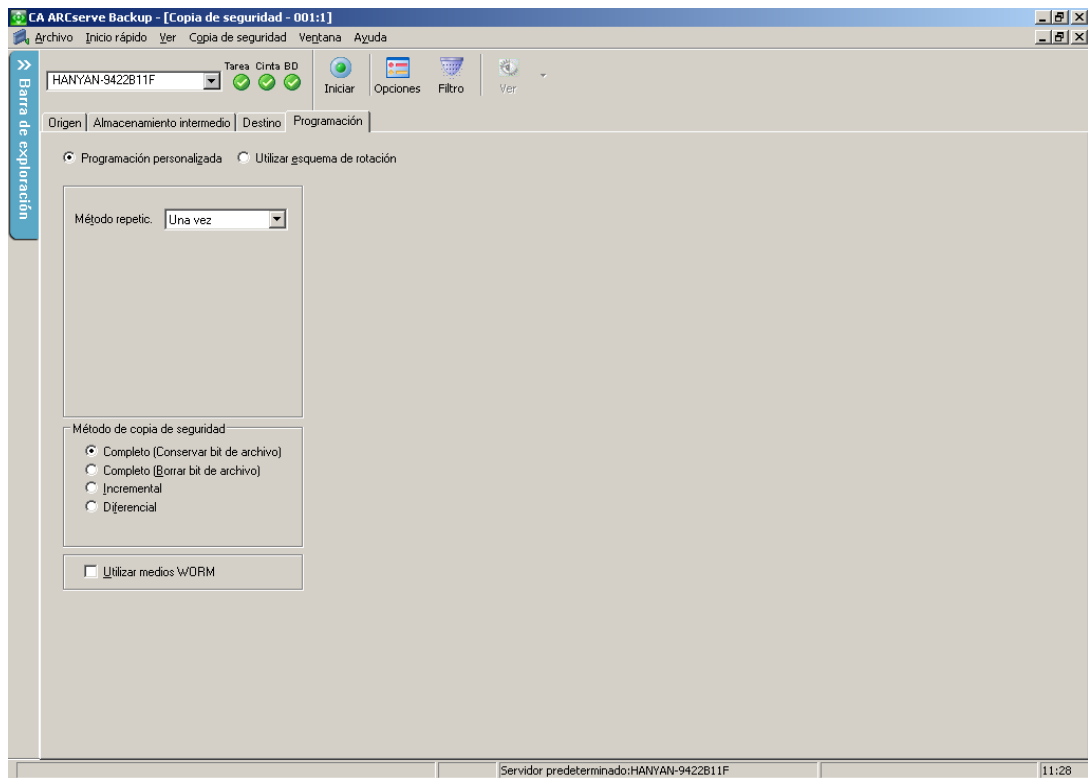 CA ARCserve Backup - [Copia de seguridad - 001:1]
Archivo Inicio rápido Ver Copia de seguridad Ventana Ayuda
Barra de exploración
HANYAN-9422B11F
Tarea Cinta BD
Iniciar
Opciones
Filtro
Ver
Origen Almacenamiento intermedio Destino Programación
Programación personalizada Utilizar esquema de rotación
Método repetic. Una vez
Método de copia de seguridad
Completo (Conservar bit de archivo)
Completo (Borrar bit de archivo)
Incremental
Diferencial
Utilizar medios WORM
Servidor predeterminado:HANYAN-9422B11F 11:28